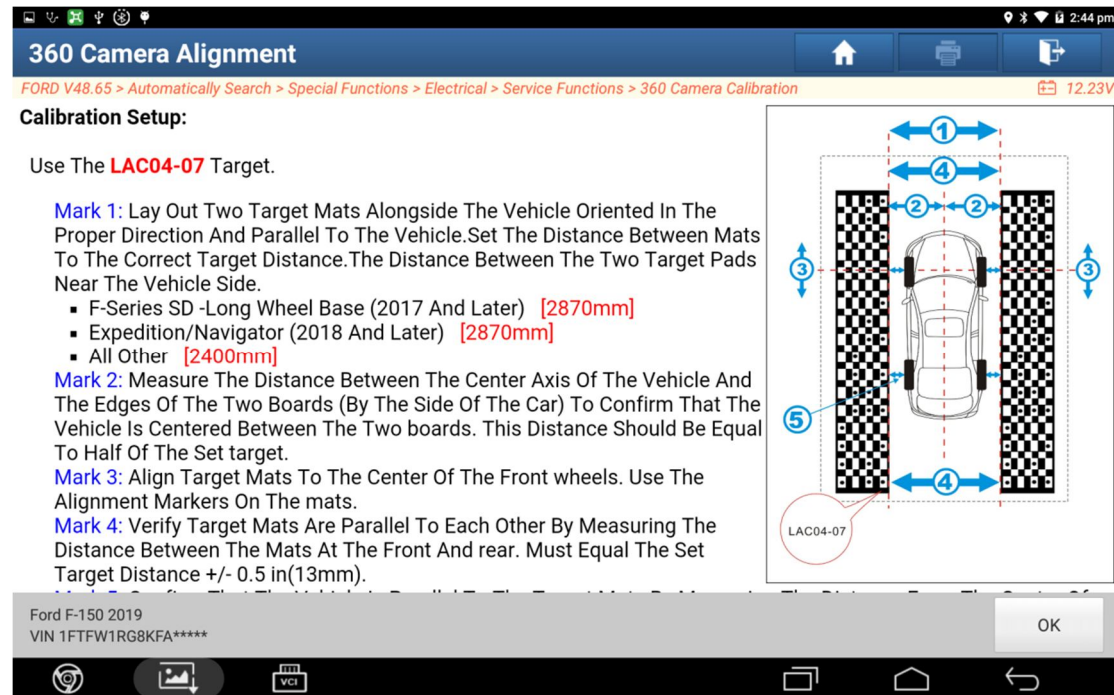 2:44 pm
360 Camera Alignment
FORD V48.65 > Automatically Search > Special Functions > Electrical > Service Functions > 360 Camera Calibration
12.23V
Calibration Setup:
Use The LAC04-07 Target.
Mark 1: Lay Out Two Target Mats Alongside The Vehicle Oriented In The
Proper Direction And Parallel To The Vehicle.Set The Distance Between Mats
To The Correct Target Distance.The Distance Between The Two Target Pads
Near The Vehicle Side.
▪ F-Series SD -Long Wheel Base (2017 And Later) [2870mm]
▪ Expedition/Navigator (2018 And Later) [2870mm]
▪ All Other [2400mm]
Mark 2: Measure The Distance Between The Center Axis Of The Vehicle And
The Edges Of The Two Boards (By The Side Of The Car) To Confirm That The
Vehicle Is Centered Between The Two boards. This Distance Should Be Equal
To Half Of The Set target.
Mark 3: Align Target Mats To The Center Of The Front wheels. Use The
Alignment Markers On The mats.
Mark 4: Verify Target Mats Are Parallel To Each Other By Measuring The
Distance Between The Mats At The Front And rear. Must Equal The Set
Target Distance +/- 0.5 in(13mm).
1
4
2 2
3 3
5
4
LAC04-07
Ford F-150 2019
VIN 1FTFW1RG8KFA*****
OK
VCI